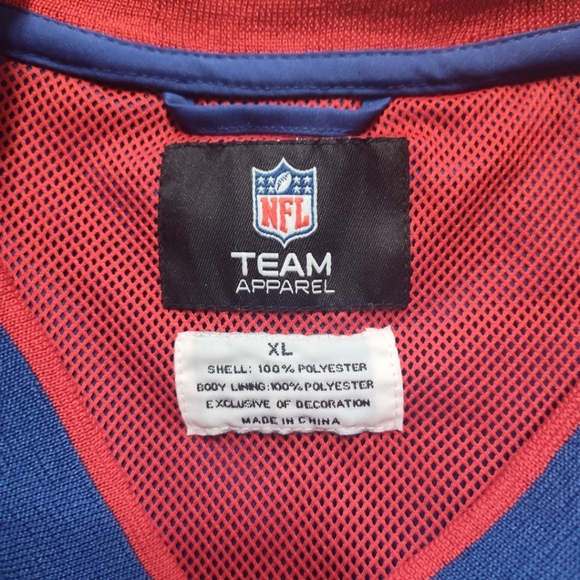 NFL
TEAM
APPAREL
XL
SHELL: 100% POLYESTER
BODY LINING: 100% POLYESTER
EXCLUSIVE OF DECORATION
MADE IN CHINA